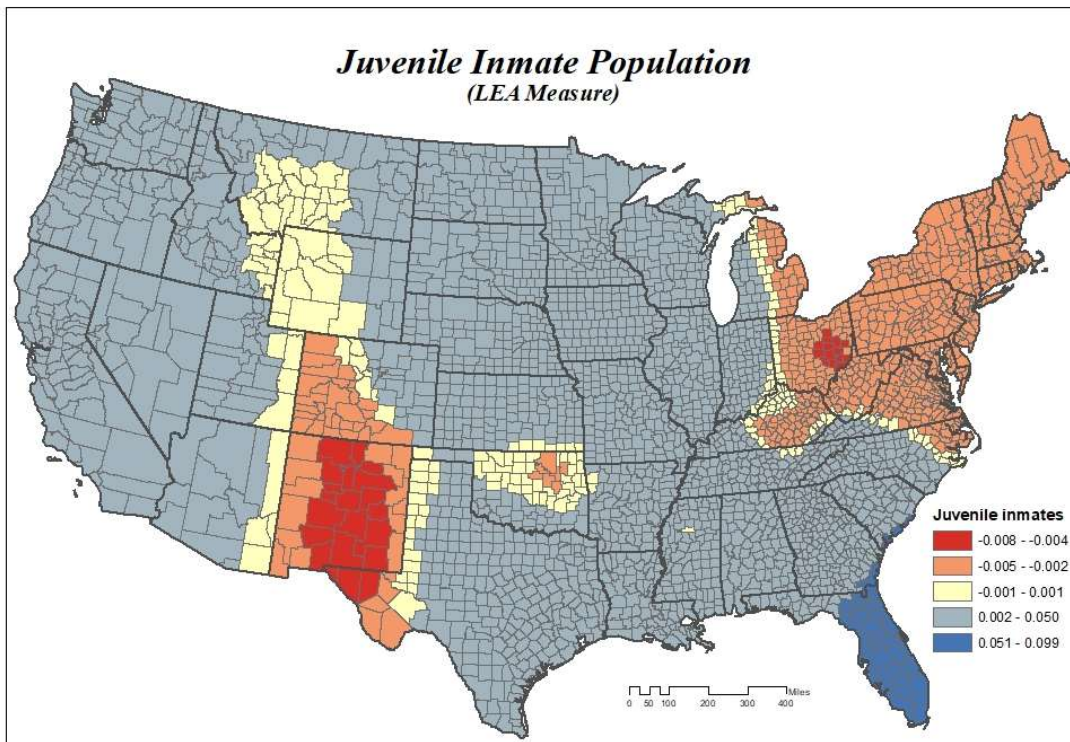 Juvenile Inmate Population
(LEA Measure)
Juvenile inmates
-0.008 - -0.004
-0.005 - -0.002
-0.001 - 0.001
0.002 - 0.050
0.051 - 0.099
Miles
0 50 100 200 300 400